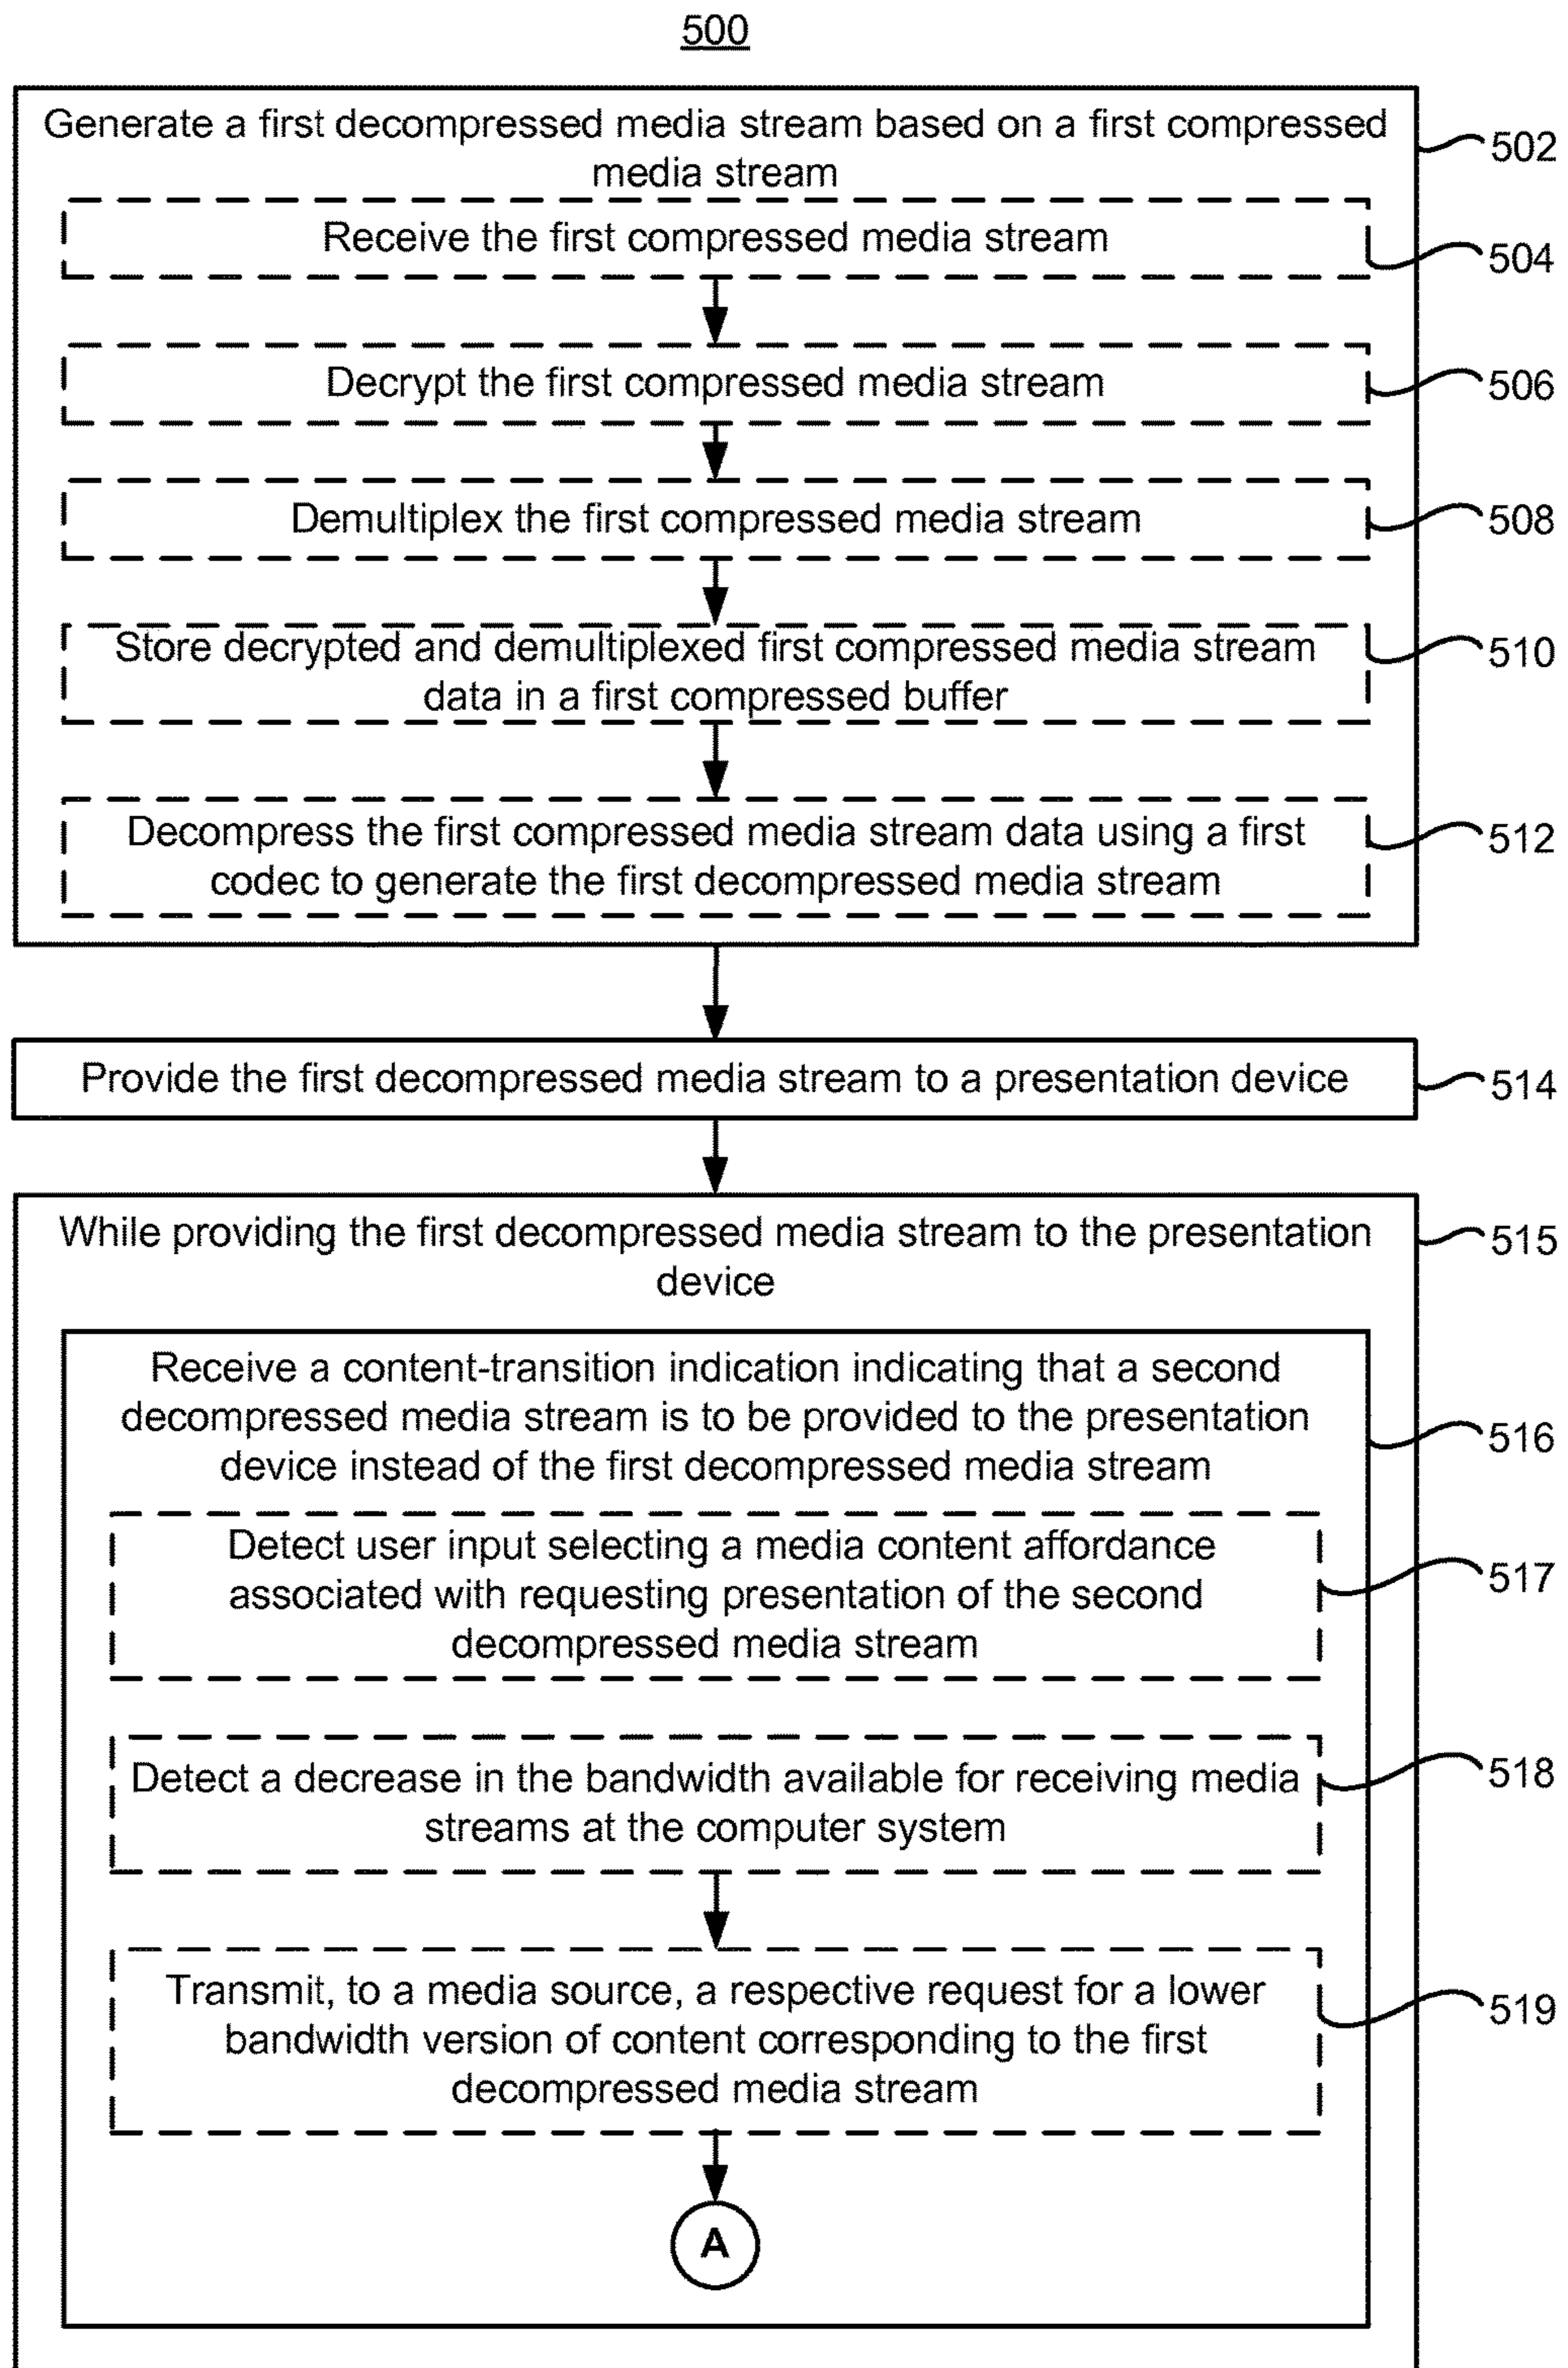 500
Generate a first decompressed media stream based on a first compressed
media stream
502
Receive the first compressed media stream
504
Decrypt the first compressed media stream
506
Demultiplex the first compressed media stream
508
Store decrypted and demultiplexed first compressed media stream
data in a first compressed buffer
510
Decompress the first compressed media stream data using a first
codec to generate the first decompressed media stream
512
Provide the first decompressed media stream to a presentation device
514
While providing the first decompressed media stream to the presentation
device
515
Receive a content-transition indication indicating that a second
decompressed media stream is to be provided to the presentation
device instead of the first decompressed media stream
516
Detect user input selecting a media content affordance
associated with requesting presentation of the second
decompressed media stream
517
Detect a decrease in the bandwidth available for receiving media
streams at the computer system
518
Transmit, to a media source, a respective request for a lower
bandwidth version of content corresponding to the first
decompressed media stream
519
A